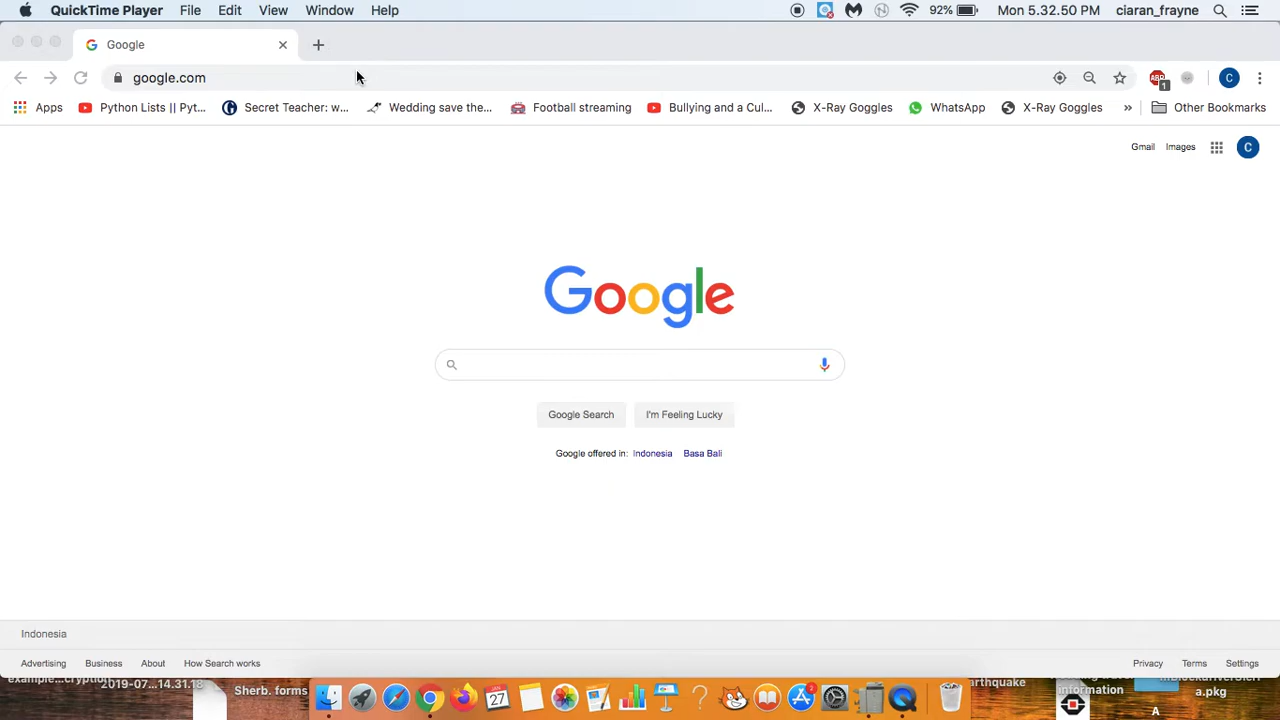 QuickTime Player File Edit View Window Help 92% Mon 5.32.50 PM ciaran_frayne
Google
google.com
C
Apps Python Lists || Pyt... Secret Teacher: w... Wedding save the... Football streaming Bullying and a Cul... X-Ray Goggles WhatsApp X-Ray Goggles » Other Bookmarks
Gmail Images C
Google
Google Search I'm Feeling Lucky
Google offered in: Indonesia Basa Bali
Indonesia
Advertising Business About How Search works Privacy Terms Settings
2019-07...14.31.18
Sherb. forms
27
information
a.pkg
A